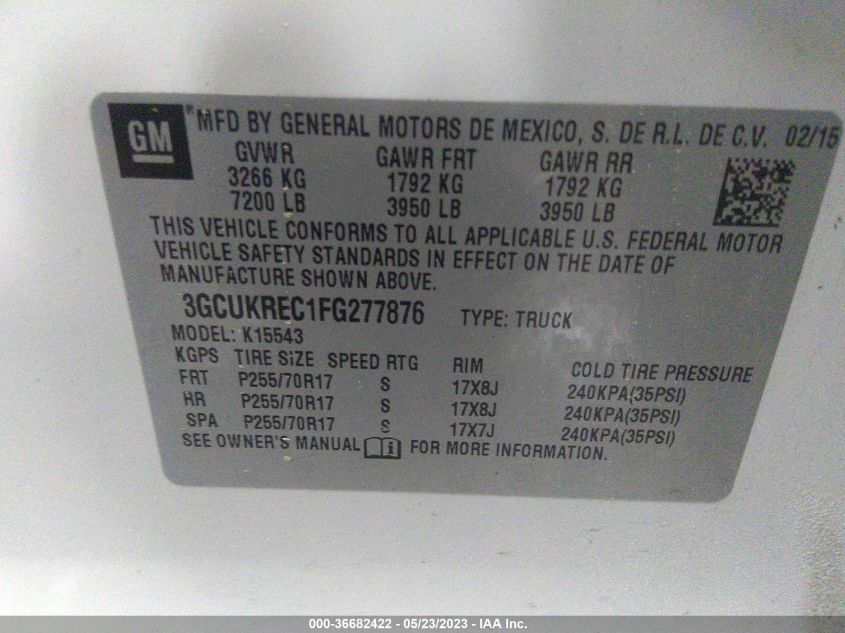 GM
*MFD BY GENERAL MOTORS DE MEXICO, S. DE R.L. DE C.V. 02/15
GVWR GAWR FRT GAWR RR
3266 KG 1792 KG 1792 KG
7200 LB 3950 LB 3950 LB
THIS VEHICLE CONFORMS TO ALL APPLICABLE U.S. FEDERAL MOTOR
VEHICLE SAFETY STANDARDS IN EFFECT ON THE DATE OF
MANUFACTURE SHOWN ABOVE.
3GCUKREC1FG277876 TYPE: TRUCK
MODEL: K15543
KGPS TIRE SIZE SPEED RTG RIM COLD TIRE PRESSURE
FRT P255/70R17 S 17X8J 240KPA(35PSI)
HR P255/70R17 S 17X8J 240KPA(35PSI)
SPA P255/70R17 S 17X7J 240KPA(35PSI)
SEE OWNER'S MANUAL i FOR MORE INFORMATION.
000-36682422 - 05/23/2023 - IAA Inc.